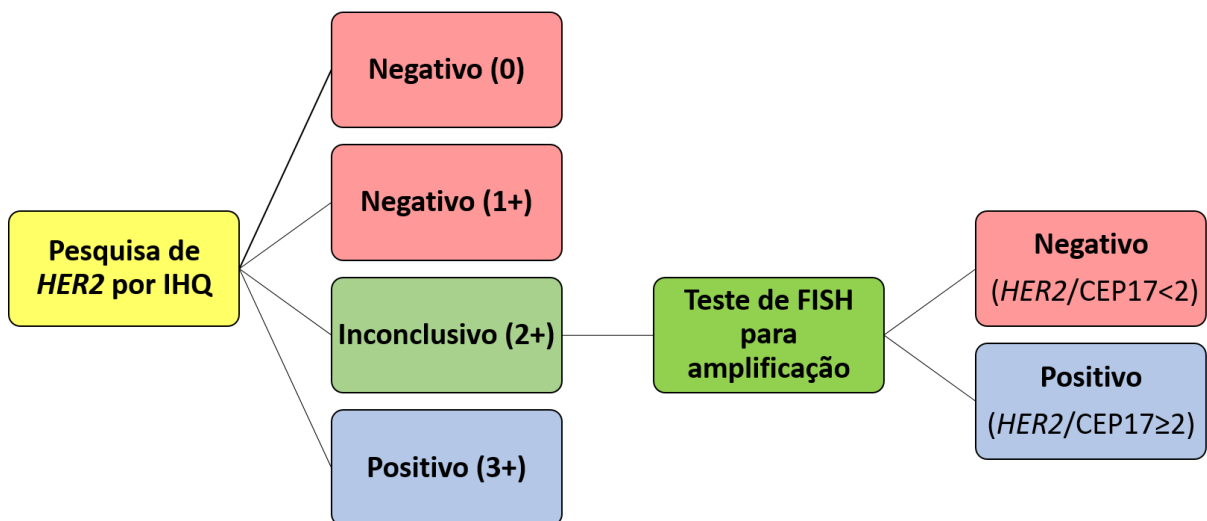 Pesquisa de
HER2 por IHQ
Negativo (0)
Negativo (1+)
Inconclusivo (2+)
Positivo (3+)
Teste de FISH
para
amplificação
Negativo
(HER2/CEP17<2)
Positivo
(HER2/CEP17≥2)